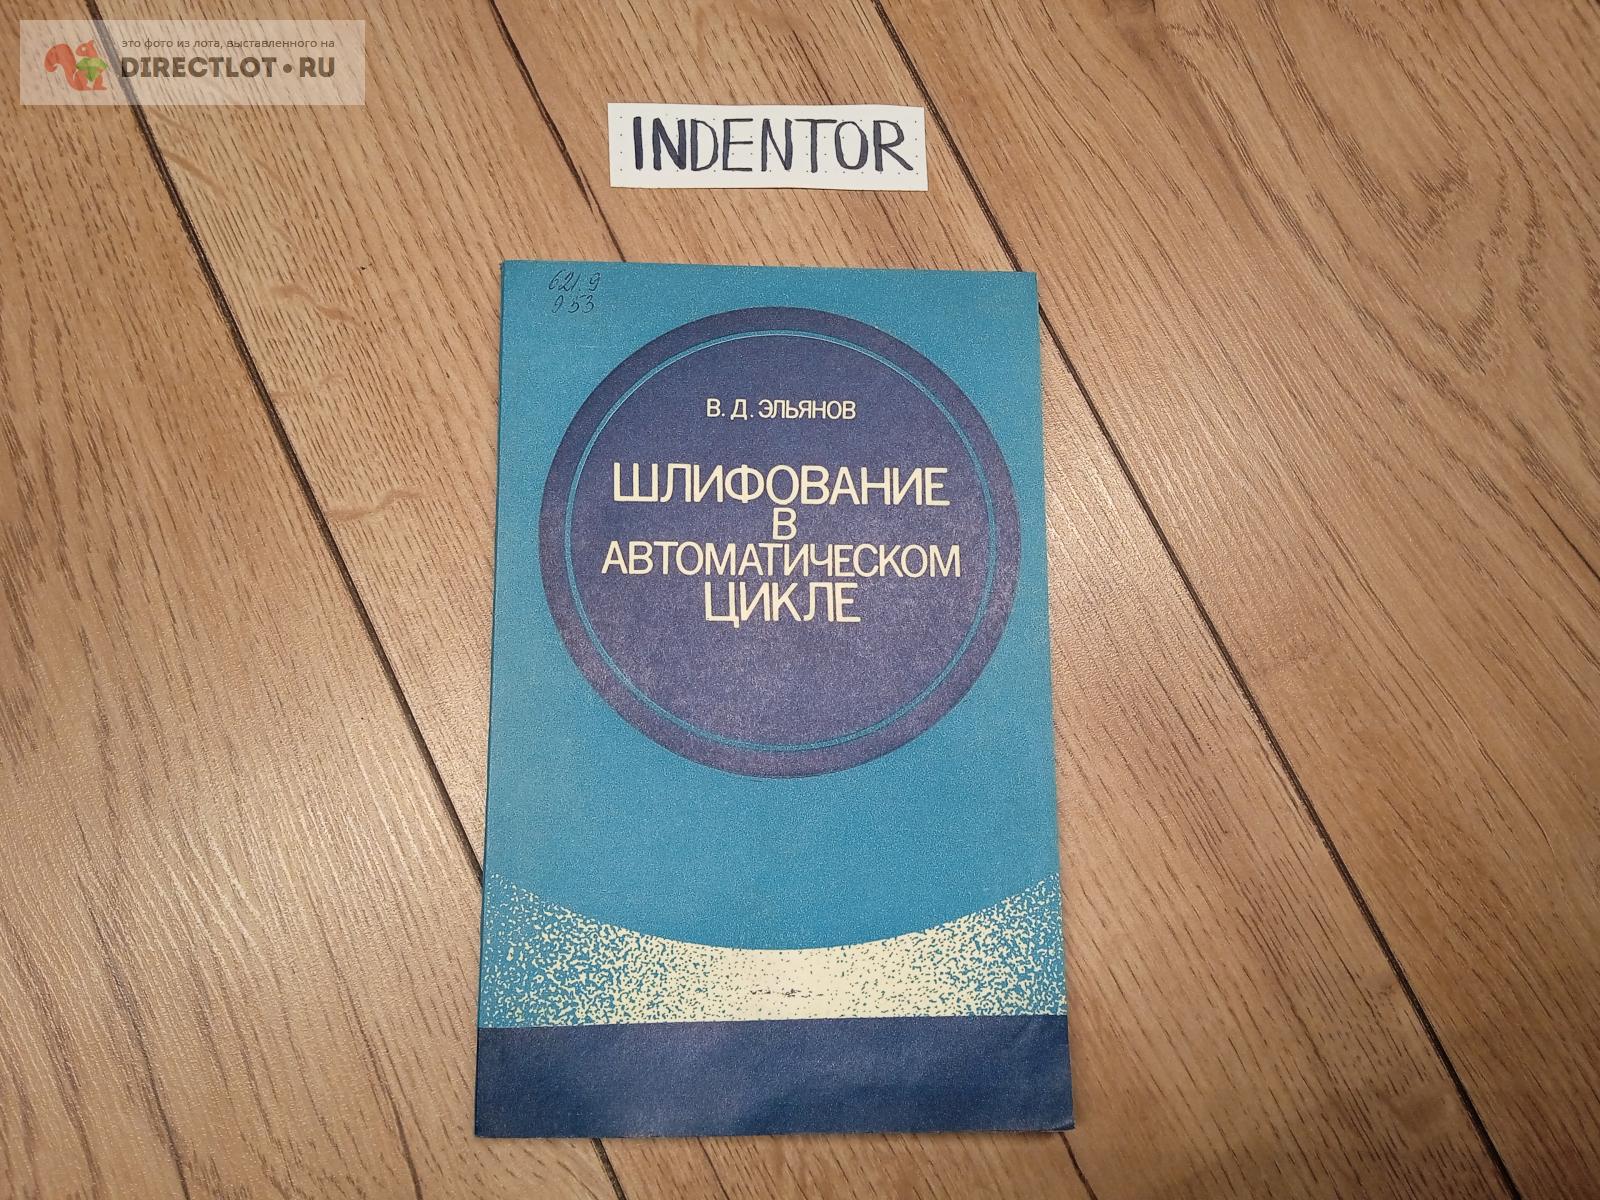 это фото из лота, выставленного на
DIRECTLOT•RU
INDENTOR
621.9
Э53
В. Д. ЭЛЬЯНОВ
ШЛИФОВАНИЕ
В
АВТОМАТИЧЕСКОМ
ЦИКЛЕ